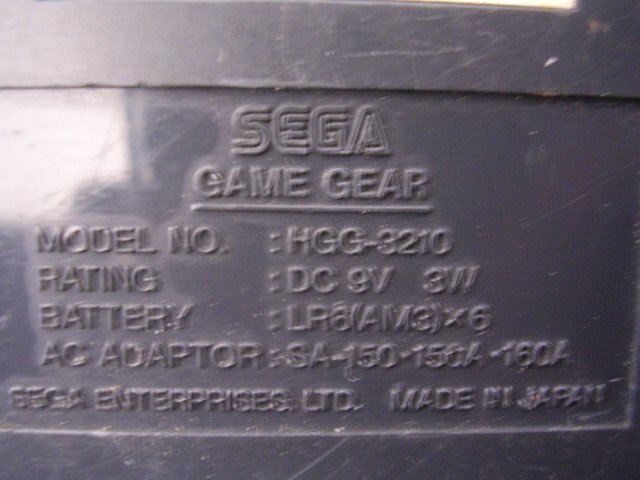 SEGA
GAME GEAR
MODEL NO. : HGG-3210
RATING : DC 9V 3W
BATTERY : LR6(AM3)×6
AC ADAPTOR : SA-150·150A·160A
SEGA ENTERPRISES, LTD. MADE IN JAPAN